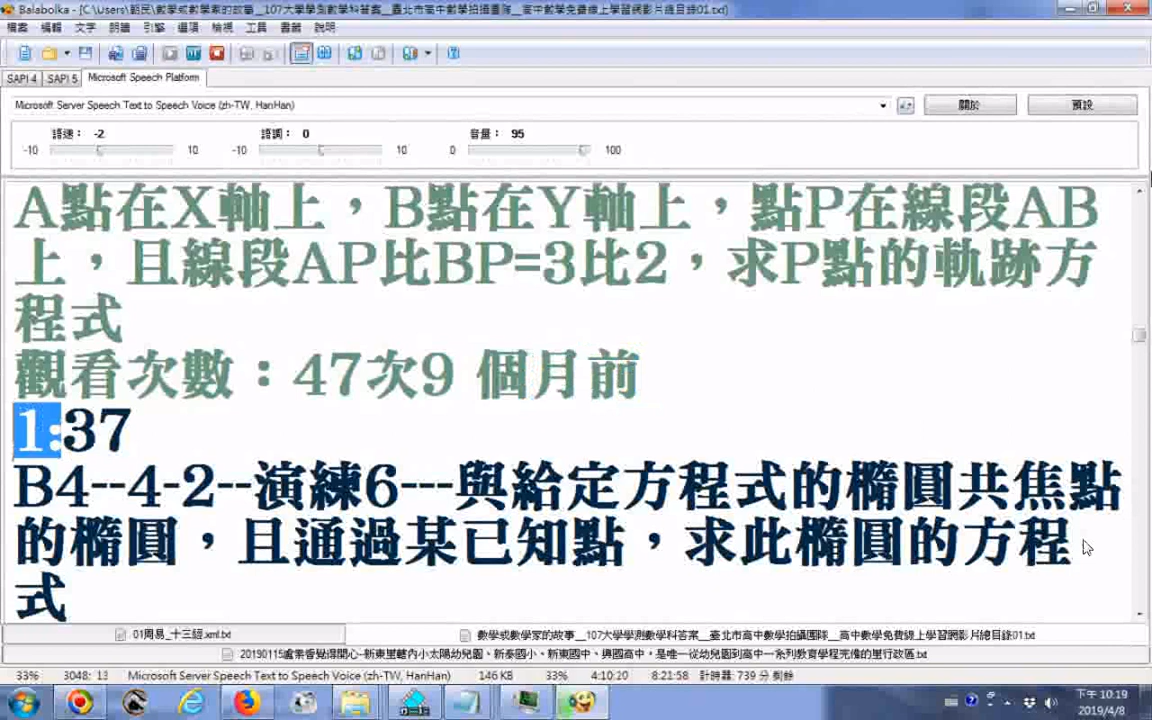 Balabolka - [C:\Users\韜民\數學或數學家的故事__107大學學測數學科答案__臺北市高中數學拍攝團隊__高中數學免費線上學習網影片總目錄01.txt]
檔案 編輯 文字 朗讀 引擎 選項 檢視 工具 書籤 說明
SAPI 4 SAPI 5 Microsoft Speech Platform
Microsoft Server Speech Text to Speech Voice (zh-TW, HanHan)
關於 預設
語速： -2 語調： 0 音量： 95
-10 10 -10 10 0 100
A點在X軸上，B點在Y軸上，點P在線段AB
上，且線段AP比BP=3比2，求P點的軌跡方
程式
觀看次數：47次9 個月前
1:37
B4--4-2--演練6---與給定方程式的橢圓共焦點
的橢圓，且通過某已知點，求此橢圓的方程
式
01周易_十三經.xml.txt
數學或數學家的故事__107大學學測數學科答案__臺北市高中數學拍攝團隊__高中數學免費線上學習網影片總目錄01.txt
20190115處素皆覺得開心-新東里轄內小太陽幼兒園、新泰國小、新東國中、興國高中，是唯一從幼兒園到高中一系列教育學程完備的里行政區.txt
33% 3048: 13 Microsoft Server Speech Text to Speech Voice (zh-TW, HanHan) 146 KB 33% 4:10:20 8:21:58 計時器: 739 分 剩餘
下午 10:19
2019/4/8